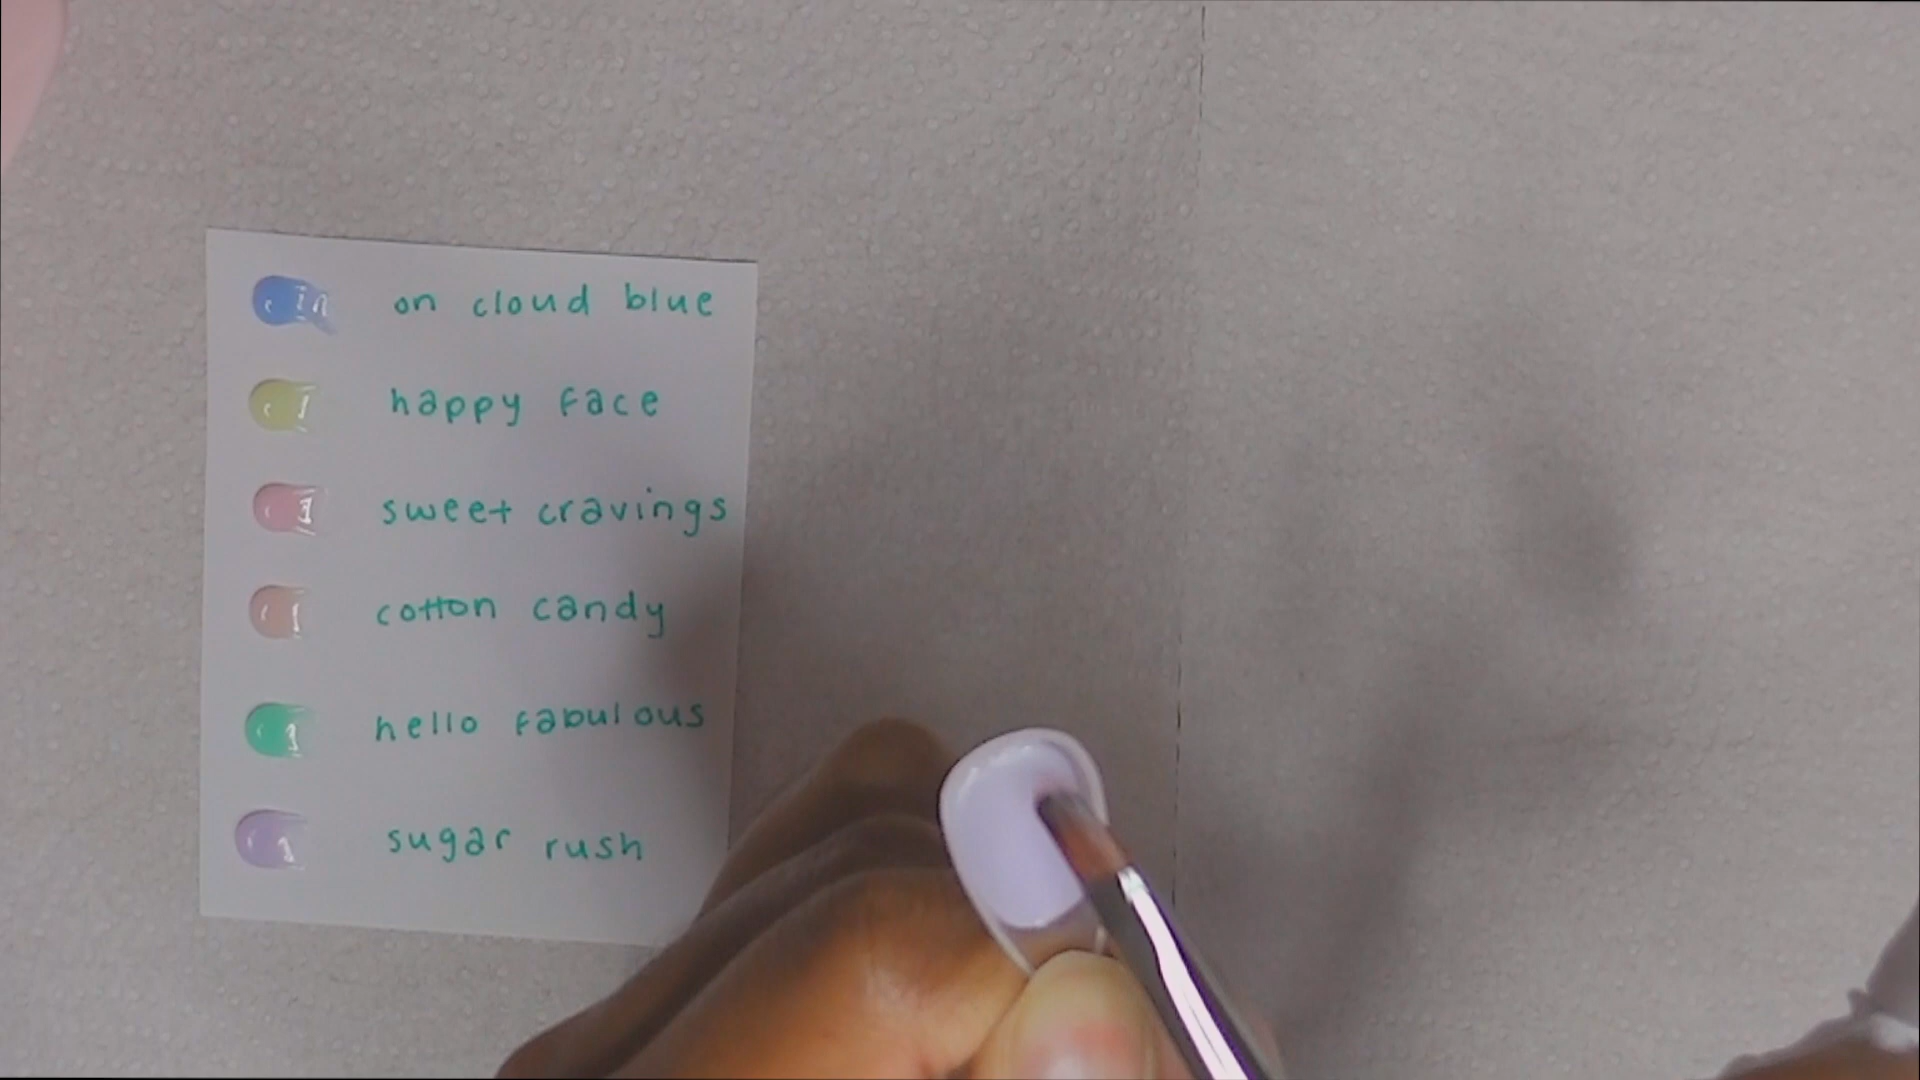 on cloud blue
happy face
sweet cravings
cotton candy
hello fabulous
sugar rush